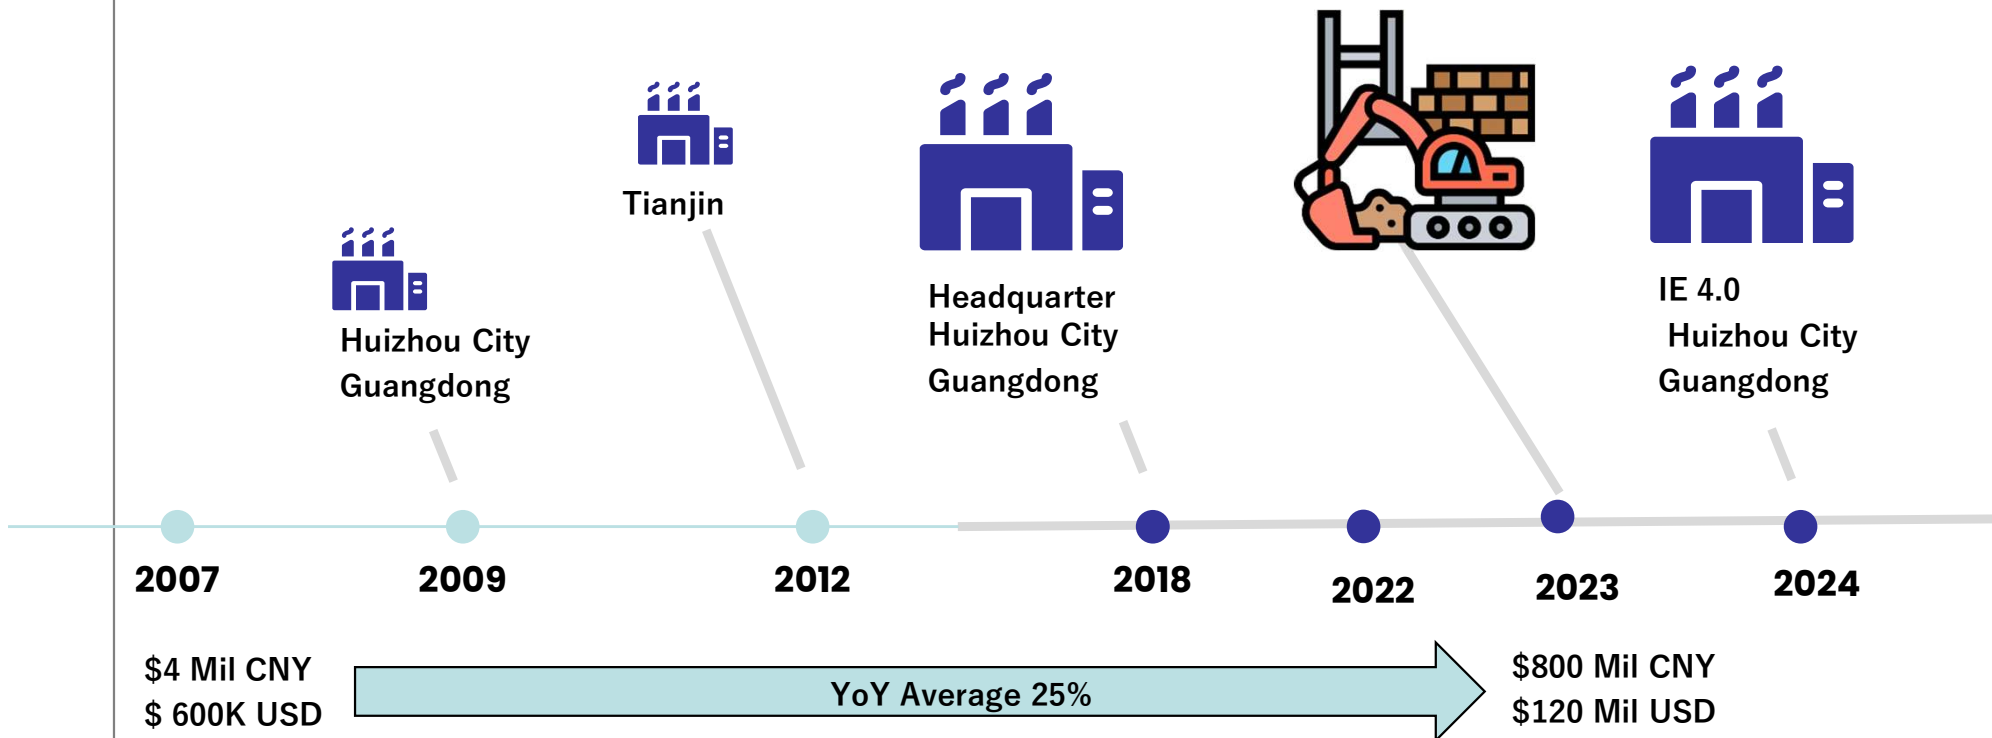 Tianjin
Huizhou City
Guangdong
Headquarter
Huizhou City
Guangdong
IE 4.0
Huizhou City
Guangdong
2007
2009
2012
2018
2022
2023
2024
$4 Mil CNY
$ 600K USD
YoY Average 25%
$800 Mil CNY
$120 Mil USD